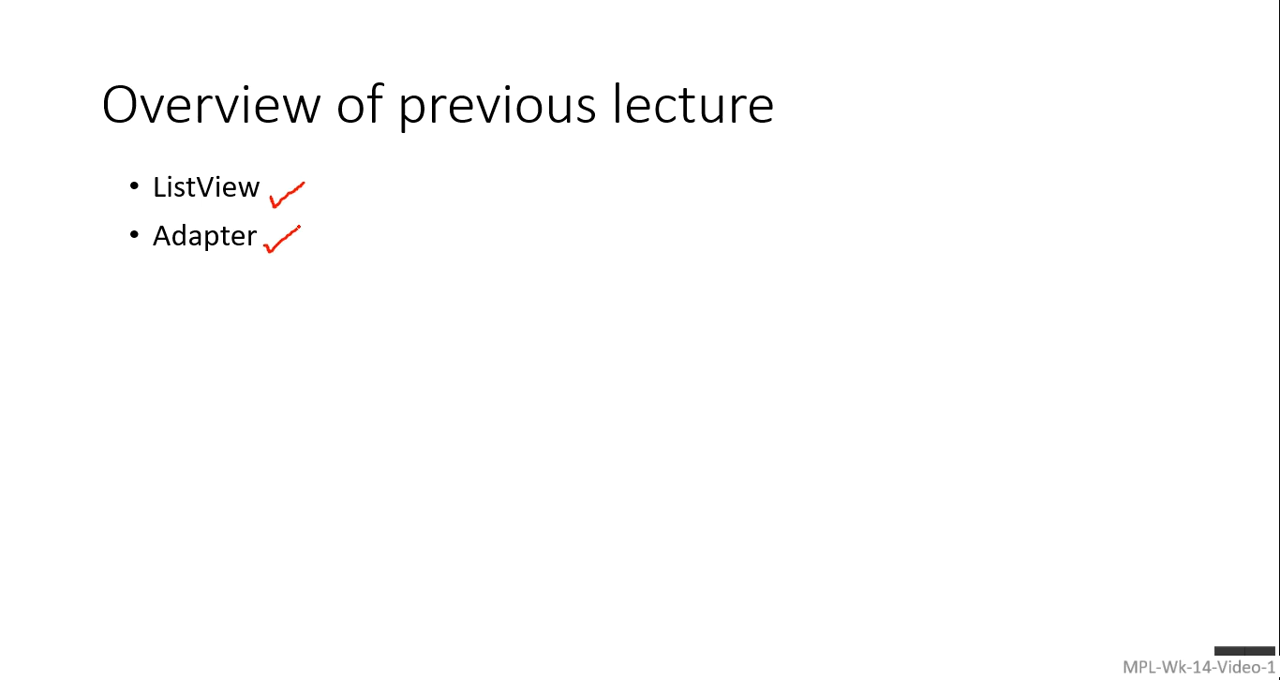 Overview of previous lecture
• ListView
• Adapter
MPL-Wk-14-Video-1